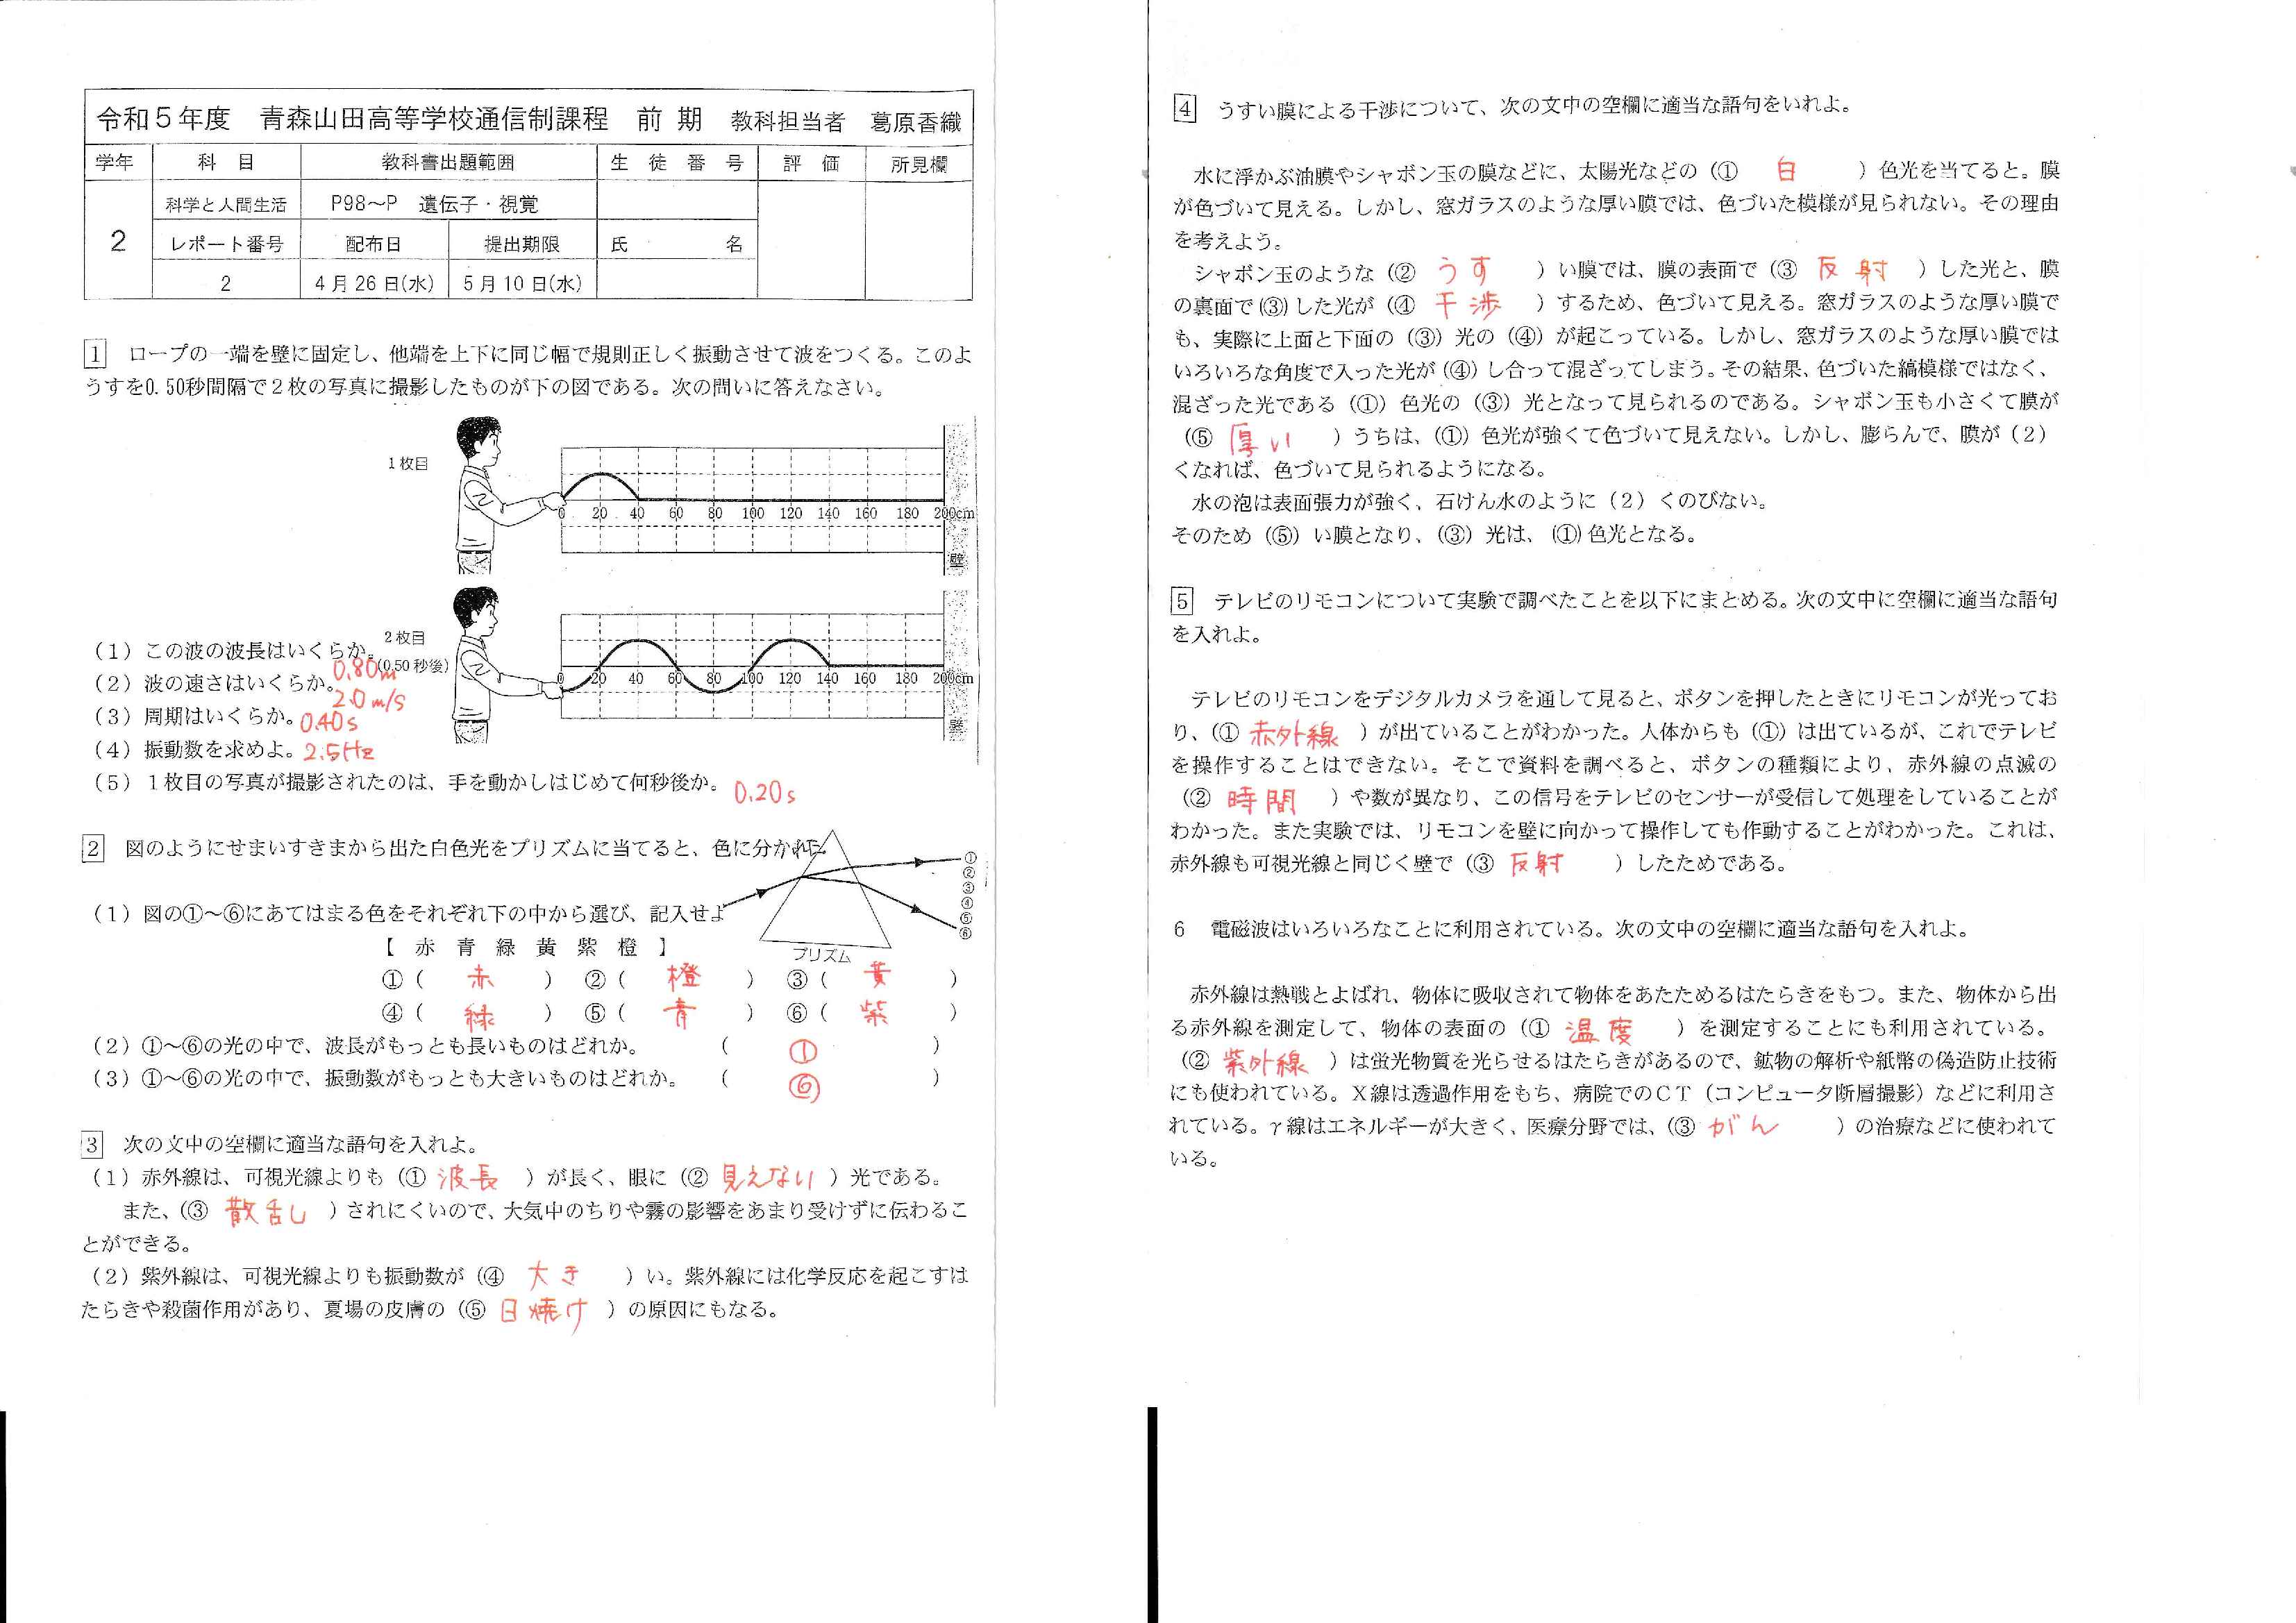 令和５年度　青森山田高等学校通信制課程　前 期　教科担当者　葛原香織
学年　科　目　教科書出題範囲　生　徒　番　号　評　価　所見欄
科学と人間生活　P98～P　遺伝子・視覚
2　レポート番号　配布日　提出期限　氏　名
2　4月26日(水)　5月10日(水)
1　ロープの一端を壁に固定し、他端を上下に同じ幅で規則正しく振動させて波をつくる。このよ
うすを0.50秒間隔で２枚の写真に撮影したものが下の図である。次の問いに答えなさい。
１枚目
0　20　40　60　80　100　120　140　160　180　200cm
壁
２枚目
(0.50秒後)
0　20　40　60　80　100　120　140　160　180　200cm
壁
（１）この波の波長はいくらか。
0.80m
（２）波の速さはいくらか。
2.0m/s
（３）周期はいくらか。0.40s
（４）振動数を求めよ。2.5Hz
（５）１枚目の写真が撮影されたのは、手を動かしはじめて何秒後か。0.20s
2　図のようにせまいすきまから出た白色光をプリズムに当てると、色に分かれた
①
②
③
④
⑤
⑥
プリズム
（１）図の①～⑥にあてはまる色をそれぞれ下の中から選び、記入せよ
【　赤　青　緑　黄　紫　橙　】
①（　赤　）　②（　橙　）　③（　黄　）
④（　緑　）　⑤（　青　）　⑥（　紫　）
（２）①～⑥の光の中で、波長がもっとも長いものはどれか。　（　①　）
（３）①～⑥の光の中で、振動数がもっとも大きいものはどれか。　（　⑥　）
3　次の文中の空欄に適当な語句を入れよ。
（１）赤外線は、可視光線よりも（①　波長　）が長く、眼に（②　見えない　）光である。
また、（③　散乱し　）されにくいので、大気中のちりや霧の影響をあまり受けずに伝わるこ
とができる。
（２）紫外線は、可視光線よりも振動数が（④　大き　）い。紫外線には化学反応を起こすは
たらきや殺菌作用があり、夏場の皮膚の（⑤　日焼け　）の原因にもなる。
4　うすい膜による干渉について、次の文中の空欄に適当な語句をいれよ。
水に浮かぶ油膜やシャボン玉の膜などに、太陽光などの（①　白　）色光を当てると。膜
が色づいて見える。しかし、窓ガラスのような厚い膜では、色づいた模様が見られない。その理由
を考えよう。
シャボン玉のような（②　うす　）い膜では、膜の表面で（③　反射　）した光と、膜
の裏面で（③）した光が（④　干渉　）するため、色づいて見える。窓ガラスのような厚い膜で
も、実際に上面と下面の（③）光の（④）が起こっている。しかし、窓ガラスのような厚い膜では
いろいろな角度で入った光が（④）し合って混ざってしまう。その結果、色づいた縞模様ではなく、
混ざった光である（①）色光の（③）光となって見られるのである。シャボン玉も小さくて膜が
（⑤　厚い　）うちは、（①）色光が強くて色づいて見えない。しかし、膨らんで、膜が（２）
くなれば、色づいて見られるようになる。
水の泡は表面張力が強く、石けん水のように（２）くのびない。
そのため（⑤）い膜となり、（③）光は、（①）色光となる。
5　テレビのリモコンについて実験で調べたことを以下にまとめる。次の文中に空欄に適当な語句
を入れよ。
テレビのリモコンをデジタルカメラを通して見ると、ボタンを押したときにリモコンが光ってお
り、（①　赤外線　）が出ていることがわかった。人体からも（①）は出ているが、これでテレビ
を操作することはできない。そこで資料を調べると、ボタンの種類により、赤外線の点滅の
（②　時間　）や数が異なり、この信号をテレビのセンサーが受信して処理をしていることが
わかった。また実験では、リモコンを壁に向かって操作しても作動することがわかった。これは、
赤外線も可視光線と同じく壁で（③　反射　）したためである。
６　電磁波はいろいろなことに利用されている。次の文中の空欄に適当な語句を入れよ。
赤外線は熱戦とよばれ、物体に吸収されて物体をあたためるはたらきをもつ。また、物体から出
る赤外線を測定して、物体の表面の（①　温度　）を測定することにも利用されている。
（②　紫外線　）は蛍光物質を光らせるはたらきがあるので、鉱物の解析や紙幣の偽造防止技術
にも使われている。Ｘ線は透過作用をもち、病院でのＣＴ（コンピュータ断層撮影）などに利用さ
れている。γ線はエネルギーが大きく、医療分野では、（③　がん　）の治療などに使われて
いる。